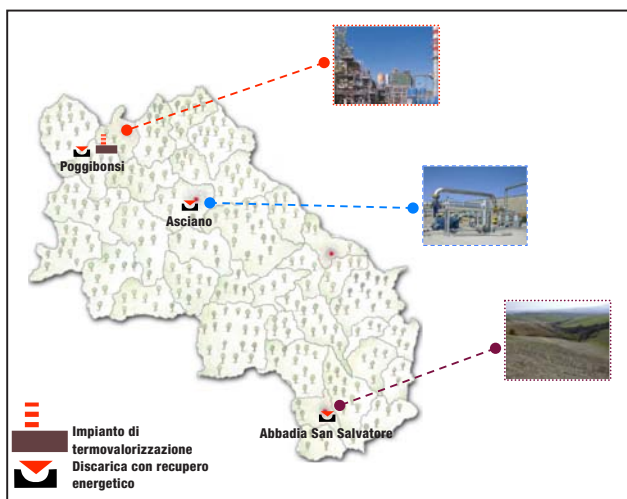 Poggibonsi
Asciano
Abbadia San Salvatore
Impianto di
termovalorizzazione
Discarica con recupero
energetico